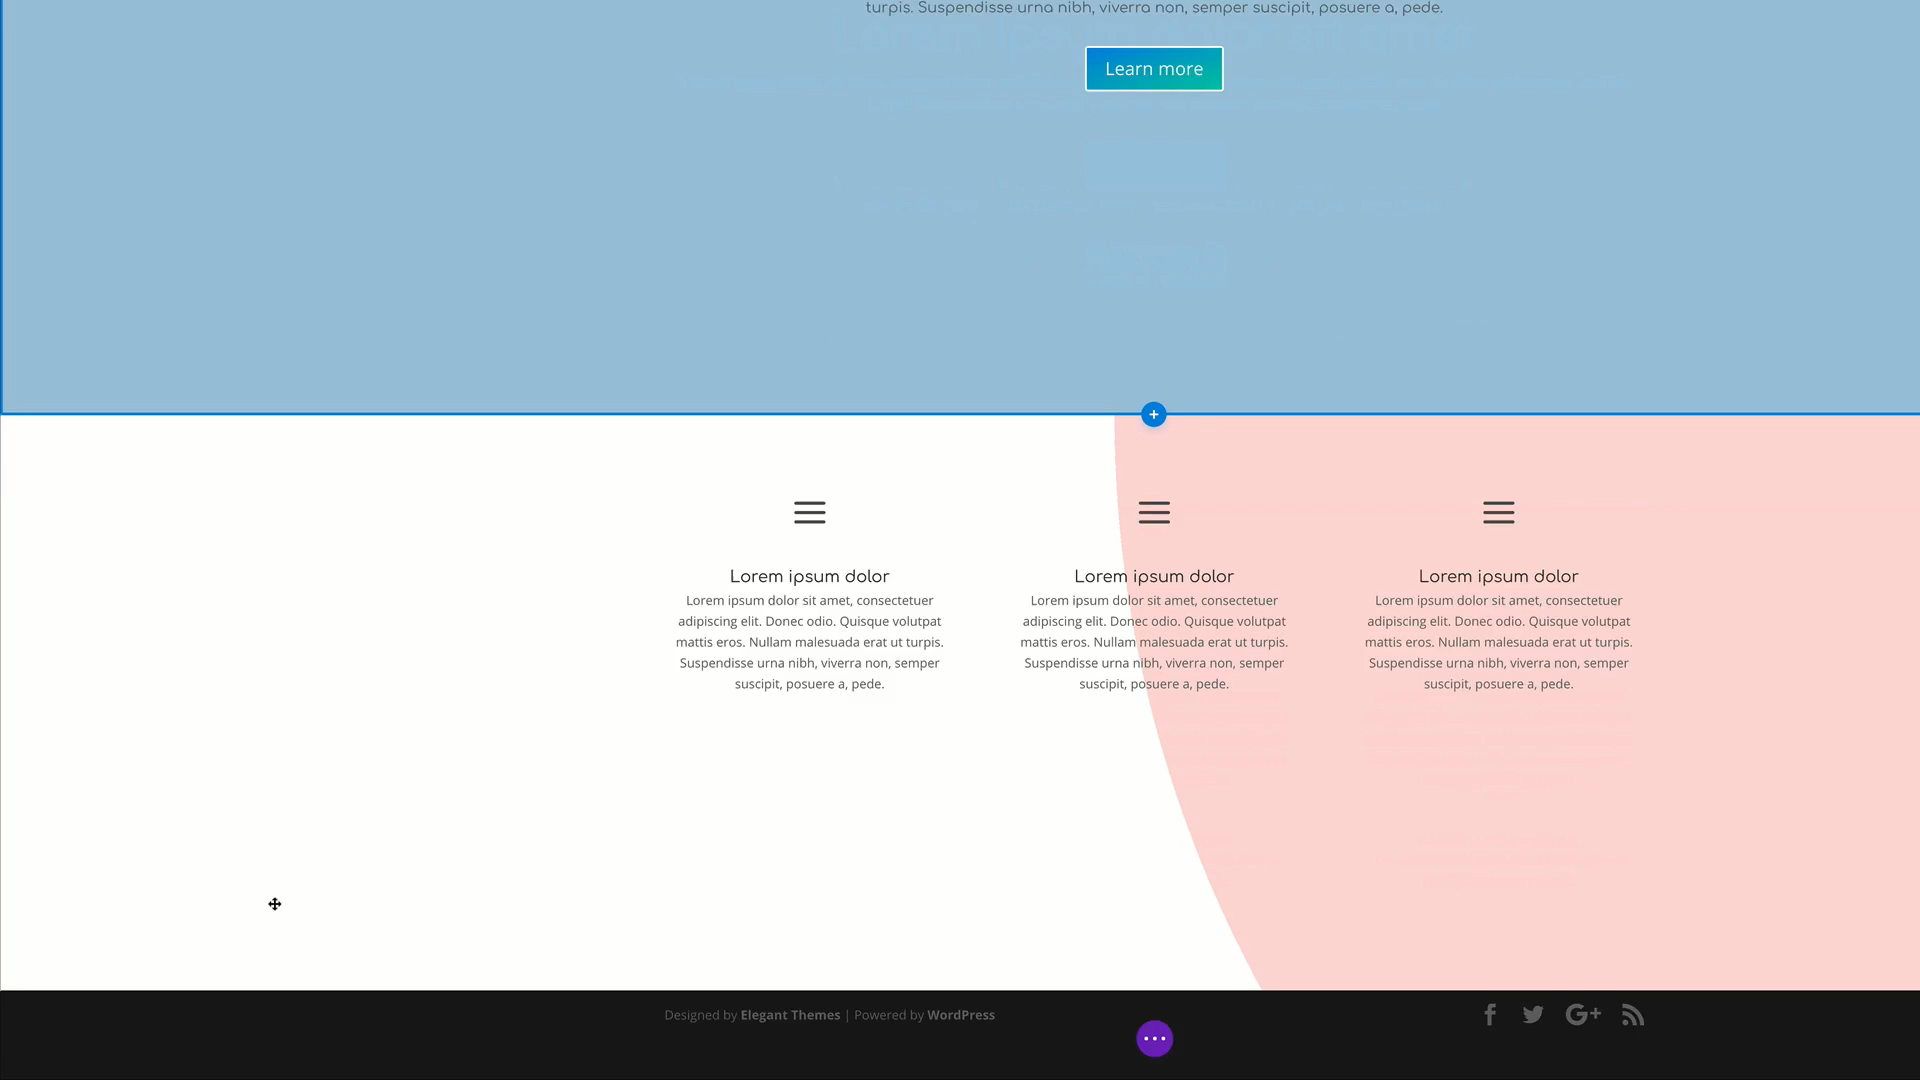 turpis. Suspendisse urna nibh, viverra non, semper suscipit, posuere a, pede.
Learn more
Lorem ipsum dolor
Lorem ipsum dolor sit amet, consectetuer
adipiscing elit. Donec odio. Quisque volutpat
mattis eros. Nullam malesuada erat ut turpis.
Suspendisse urna nibh, viverra non, semper
suscipit, posuere a, pede.
Lorem ipsum dolor
Lorem ipsum dolor sit amet, consectetuer
adipiscing elit. Donec odio. Quisque volutpat
mattis eros. Nullam malesuada erat ut turpis.
Suspendisse urna nibh, viverra non, semper
suscipit, posuere a, pede.
Lorem ipsum dolor
Lorem ipsum dolor sit amet, consectetuer
adipiscing elit. Donec odio. Quisque volutpat
mattis eros. Nullam malesuada erat ut turpis.
Suspendisse urna nibh, viverra non, semper
suscipit, posuere a, pede.
Designed by Elegant Themes | Powered by WordPress